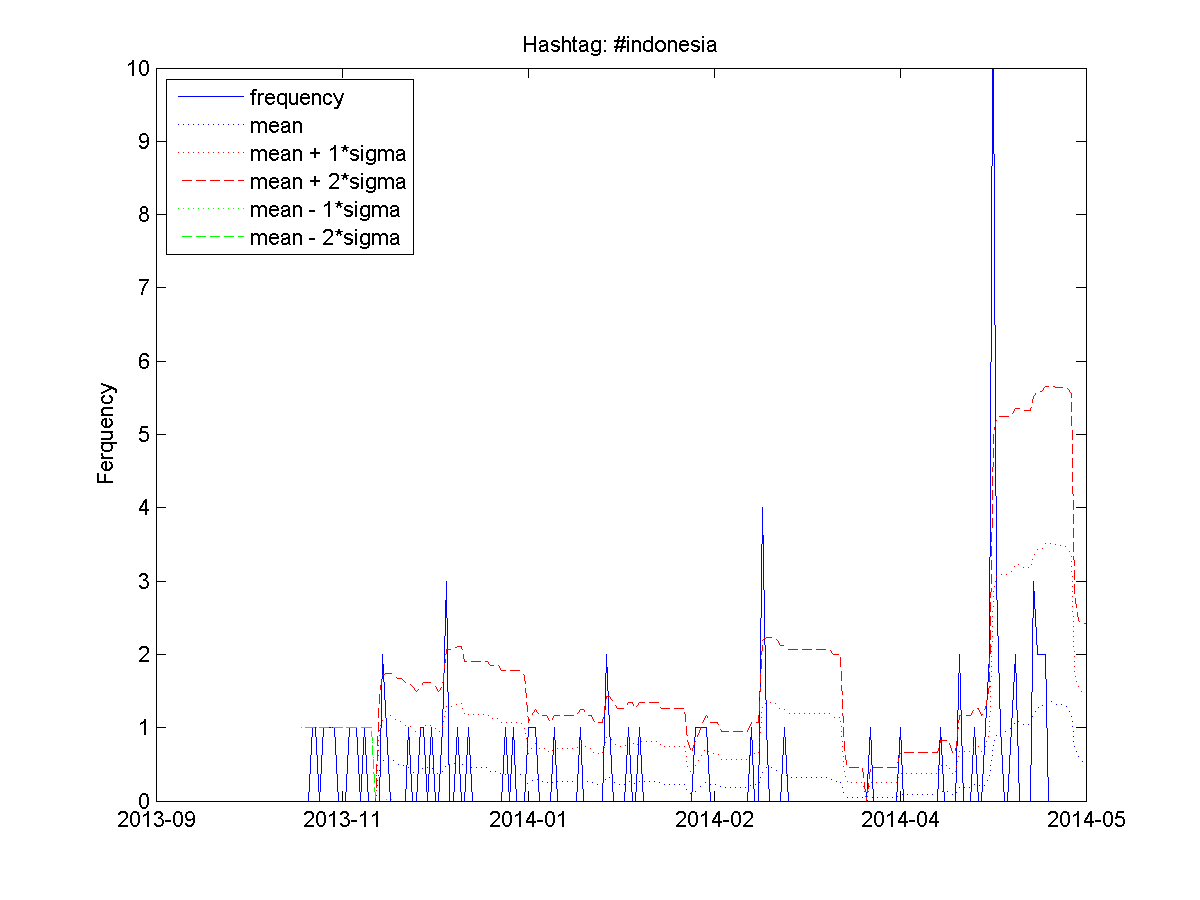 Hashtag: #indonesia
10
9
8
7
6
5
4
3
2
1
0
Ferquency
frequency
mean
mean + 1*sigma
mean + 2*sigma
mean - 1*sigma
mean - 2*sigma
2013-09 2013-11 2014-01 2014-02 2014-04 2014-05